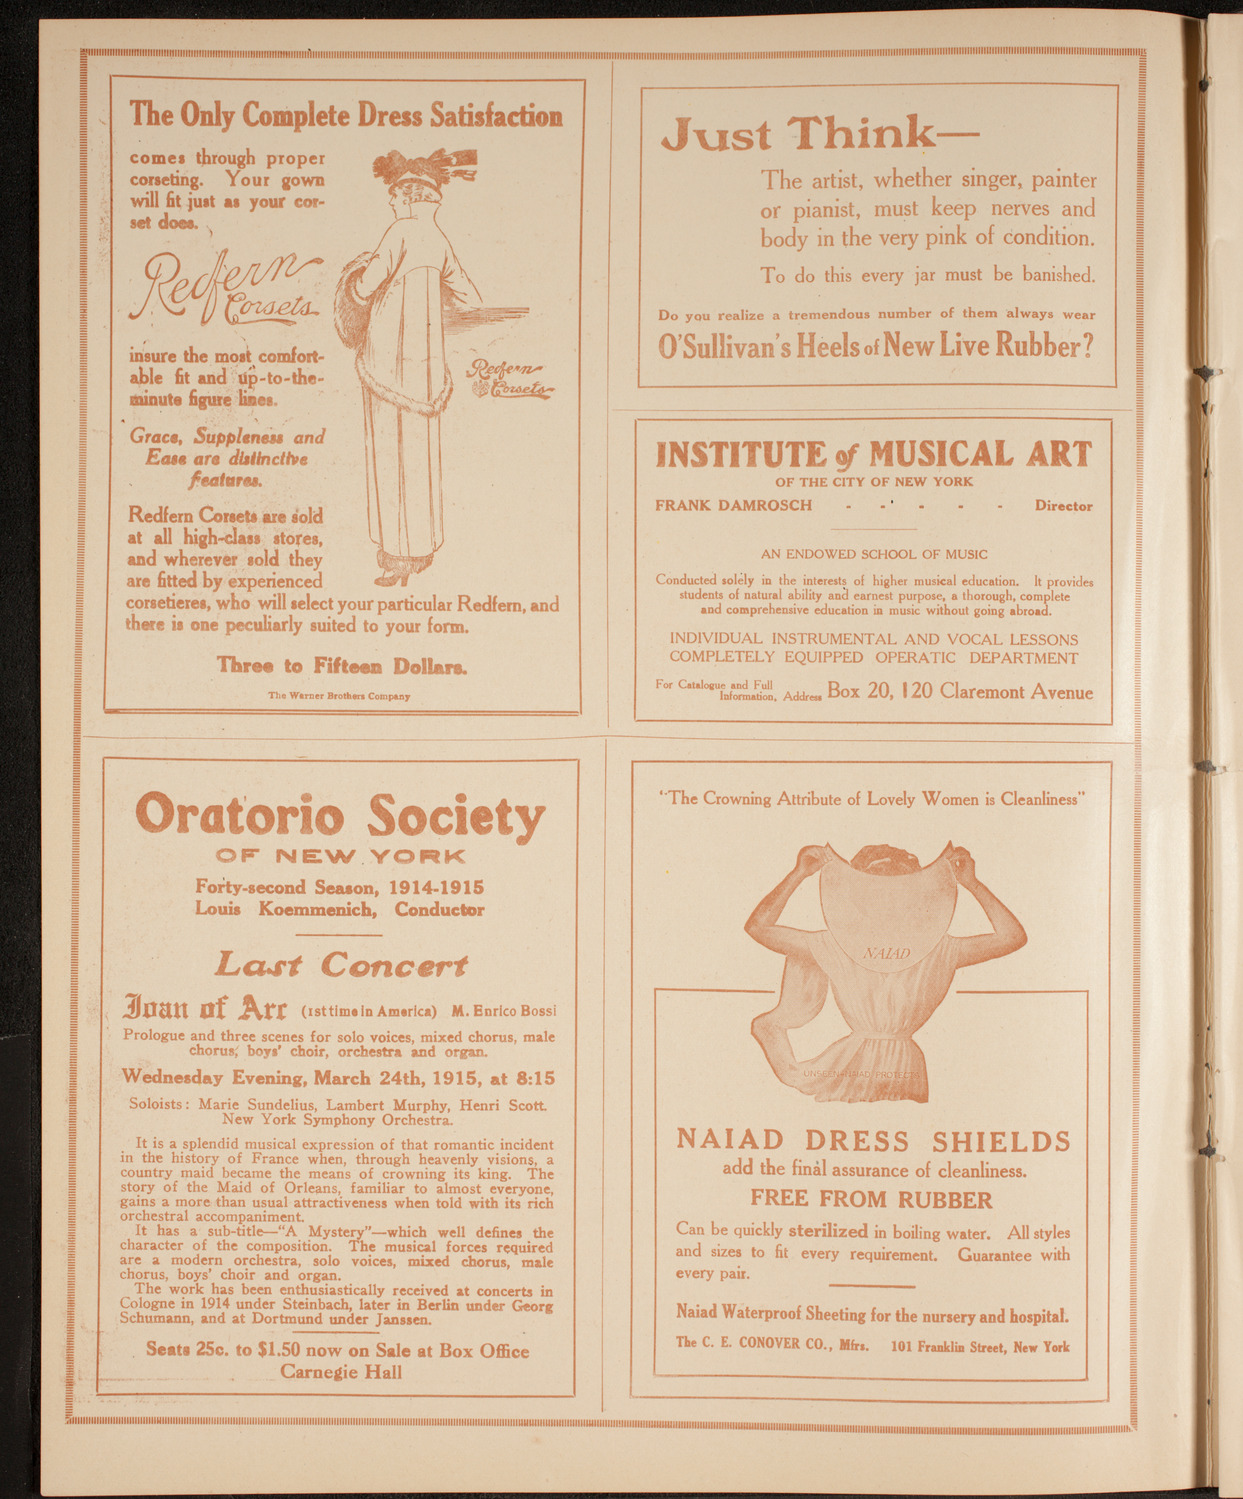 The Only Complete Dress Satisfaction
comes through proper
corseting. Your gown
will fit just as your cor-
set does.
Redfern
Corsets
insure the most comfort-
able fit and up-to-the-
minute figure lines.
Grace, Suppleness and
Ease are distinctive
features.
Redfern Corsets are sold
at all high-class stores,
and wherever sold they
are fitted by experienced
corsetieres, who will select your particular Redfern, and
there is one peculiarly suited to your form.
Three to Fifteen Dollars.
The Warner Brothers Company
Redfern
Corsets
Just Think—
The artist, whether singer, painter
or pianist, must keep nerves and
body in the very pink of condition.
To do this every jar must be banished.
Do you realize a tremendous number of them always wear
O'Sullivan's Heels of New Live Rubber?
INSTITUTE of MUSICAL ART
OF THE CITY OF NEW YORK
FRANK DAMROSCH - - - - - Director
AN ENDOWED SCHOOL OF MUSIC
Conducted solely in the interests of higher musical education. It provides
students of natural ability and earnest purpose, a thorough, complete
and comprehensive education in music without going abroad.
INDIVIDUAL INSTRUMENTAL AND VOCAL LESSONS
COMPLETELY EQUIPPED OPERATIC DEPARTMENT
For Catalogue and Full
Information, Address Box 20, 120 Claremont Avenue
Oratorio Society
OF NEW YORK
Forty-second Season, 1914-1915
Louis Koemmenich, Conductor
Last Concert
Joan of Arc (1st time in America) M. Enrico Bossi
Prologue and three scenes for solo voices, mixed chorus, male
chorus, boys' choir, orchestra and organ.
Wednesday Evening, March 24th, 1915, at 8:15
Soloists: Marie Sundelius, Lambert Murphy, Henri Scott.
New York Symphony Orchestra.
It is a splendid musical expression of that romantic incident
in the history of France when, through heavenly visions, a
country maid became the means of crowning its king. The
story of the Maid of Orleans, familiar to almost everyone,
gains a more than usual attractiveness when told with its rich
orchestral accompaniment.
It has a sub-title—"A Mystery"—which well defines the
character of the composition. The musical forces required
are a modern orchestra, solo voices, mixed chorus, male
chorus, boys' choir and organ.
The work has been enthusiastically received at concerts in
Cologne in 1914 under Steinbach, later in Berlin under Georg
Schumann, and at Dortmund under Janssen.
Seats 25c. to $1.50 now on Sale at Box Office
Carnegie Hall
"The Crowning Attribute of Lovely Women is Cleanliness"
NAIAD
UNSEEN NAIAD PROTECTS
NAIAD DRESS SHIELDS
add the final assurance of cleanliness.
FREE FROM RUBBER
Can be quickly sterilized in boiling water. All styles
and sizes to fit every requirement. Guarantee with
every pair.
Naiad Waterproof Sheeting for the nursery and hospital.
The C. E. CONOVER CO., Mfrs. 101 Franklin Street, New York